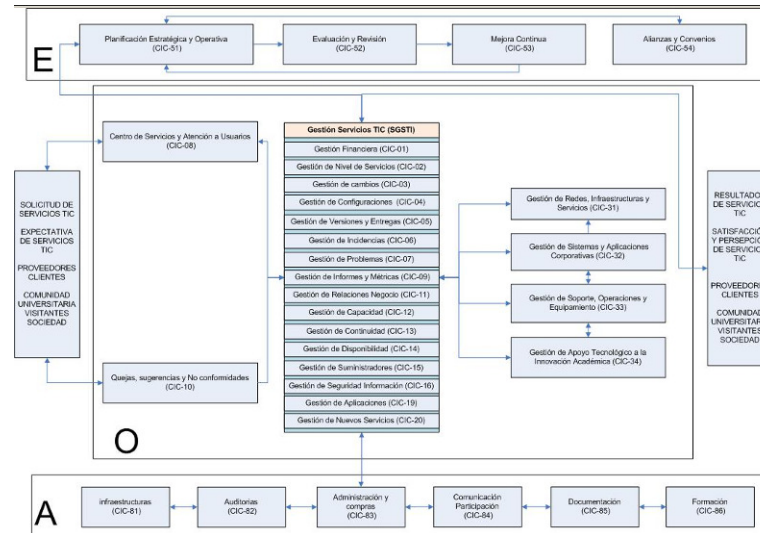 Planificación Estratégica y Operativa
(CIC-51)
Evaluación y Revisión
(CIC-52)
Mejora Continua
(CIC-53)
Alianzas y Convenios
(CIC-54)
E
Centro de Servicios y Atención a Usuarios
(CIC-08)
SOLICITUD DE
SERVICIOS TIC
EXPECTATIVA
DE SERVICIOS
TIC
PROVEEDORES
CLIENTES
COMUNIDAD
UNIVERSITARIA
VISITANTES
SOCIEDAD
Quejas, sugerencias y No conformidades
(CIC-10)
Gestión Servicios TIC (SGSTI)
Gestión Financiera (CIC-01)
Gestión de Nivel de Servicios (CIC-02)
Gestión de cambios (CIC-03)
Gestión de Configuraciones (CIC-04)
Gestión de Versiones y Entregas (CIC-05)
Gestión de Incidencias (CIC-06)
Gestión de Problemas (CIC-07)
Gestión de Informes y Métricas (CIC-09)
Gestión de Relaciones Negocio (CIC-11)
Gestión de Capacidad (CIC-12)
Gestión de Continuidad (CIC-13)
Gestión de Disponibilidad (CIC-14)
Gestión de Suministradores (CIC-15)
Gestión de Seguridad Información (CIC-16)
Gestión de Aplicaciones (CIC-19)
Gestión de Nuevos Servicios (CIC-20)
Gestión de Redes, Infraestructuras y
Servicios (CIC-31)
Gestión de Sistemas y Aplicaciones
Corporativas (CIC-32)
Gestión de Soporte, Operaciones y
Equipamiento (CIC-33)
Gestión de Apoyo Tecnológico a la
Innovación Académica (CIC-34)
RESULTADO
DE SERVICIO
TIC
SATISFACCIÓ
Y PERSEPCIÓ
DE SERVICIO
TIC
PROVEEDORE
CLIENTES
COMUNIDAD
UNIVERSITARI
VISITANTES
SOCIEDAD
O
A
infraestructuras
(CIC-81)
Auditorías
(CIC-82)
Administración y
compras
(CIC-83)
Comunicación
Participación
(CIC-84)
Documentación
(CIC-85)
Formación
(CIC-86)